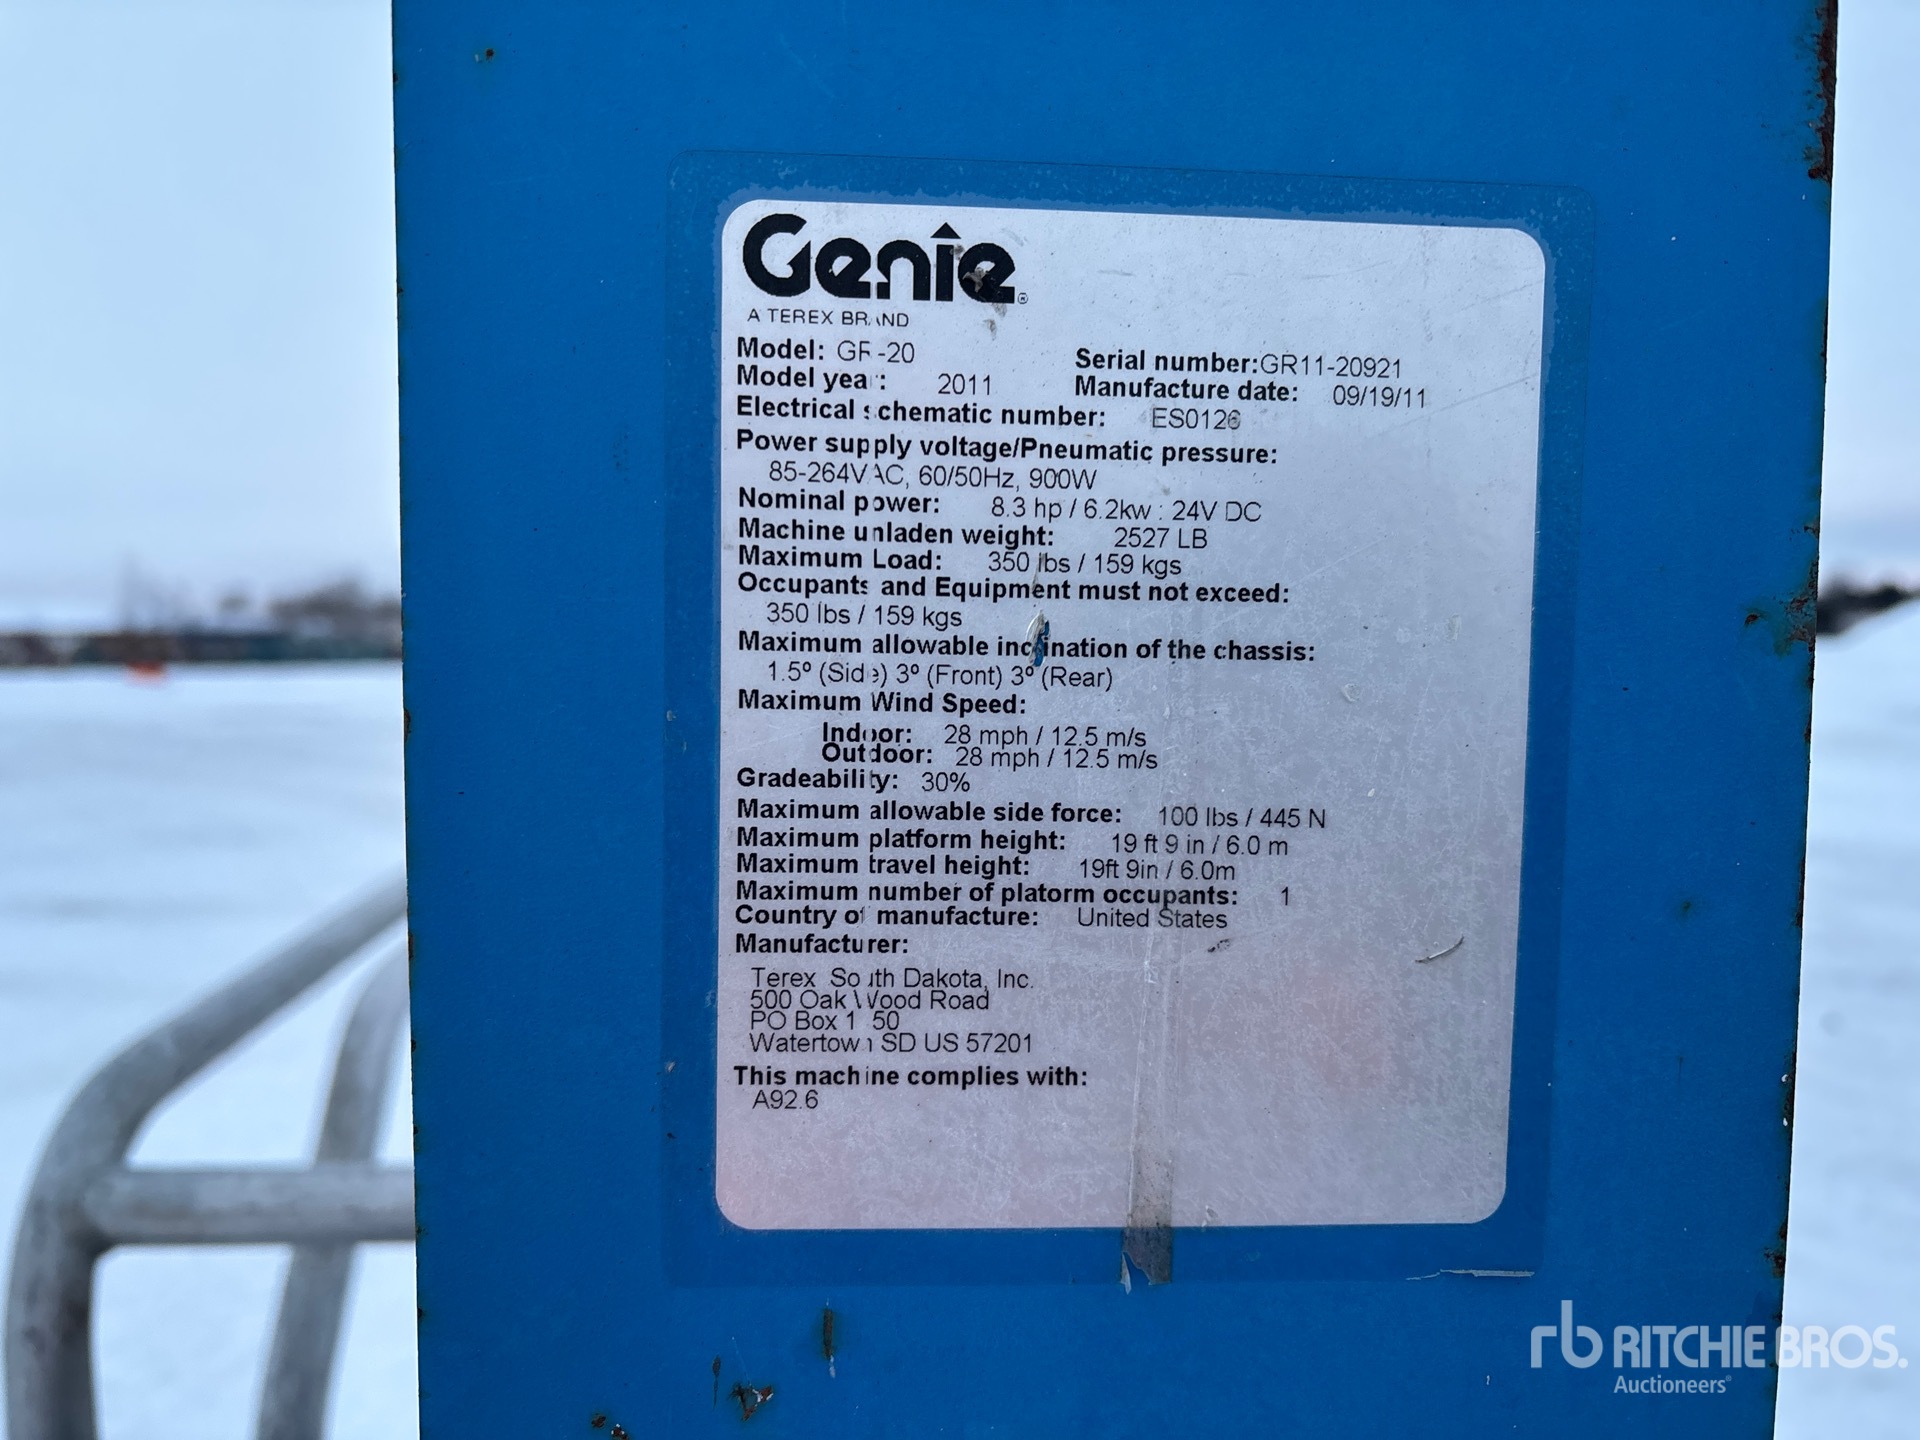 Genie®
A TEREX BRAND
Model: GR-20
Serial number:GR11-20921
Model year: 2011
Manufacture date: 09/19/11
Electrical schematic number: ES0126
Power supply voltage/Pneumatic pressure:
85-264VAC, 60/50Hz, 900W
Nominal power: 8.3 hp / 6.2kw : 24V DC
Machine unladen weight: 2527 LB
Maximum Load: 350 lbs / 159 kgs
Occupants and Equipment must not exceed:
350 lbs / 159 kgs
Maximum allowable inclination of the chassis:
1.5º (Side) 3º (Front) 3º (Rear)
Maximum Wind Speed:
Indoor: 28 mph / 12.5 m/s
Outdoor: 28 mph / 12.5 m/s
Gradeability: 30%
Maximum allowable side force: 100 lbs / 445 N
Maximum platform height: 19 ft 9 in / 6.0 m
Maximum travel height: 19ft 9in / 6.0m
Maximum number of platorm occupants: 1
Country of manufacture: United States
Manufacturer:
Terex South Dakota, Inc.
500 Oak Wood Road
PO Box
Watertown SD US 57201
This machine complies with:
A92.6
rb RITCHIE BROS.
Auctioneers®